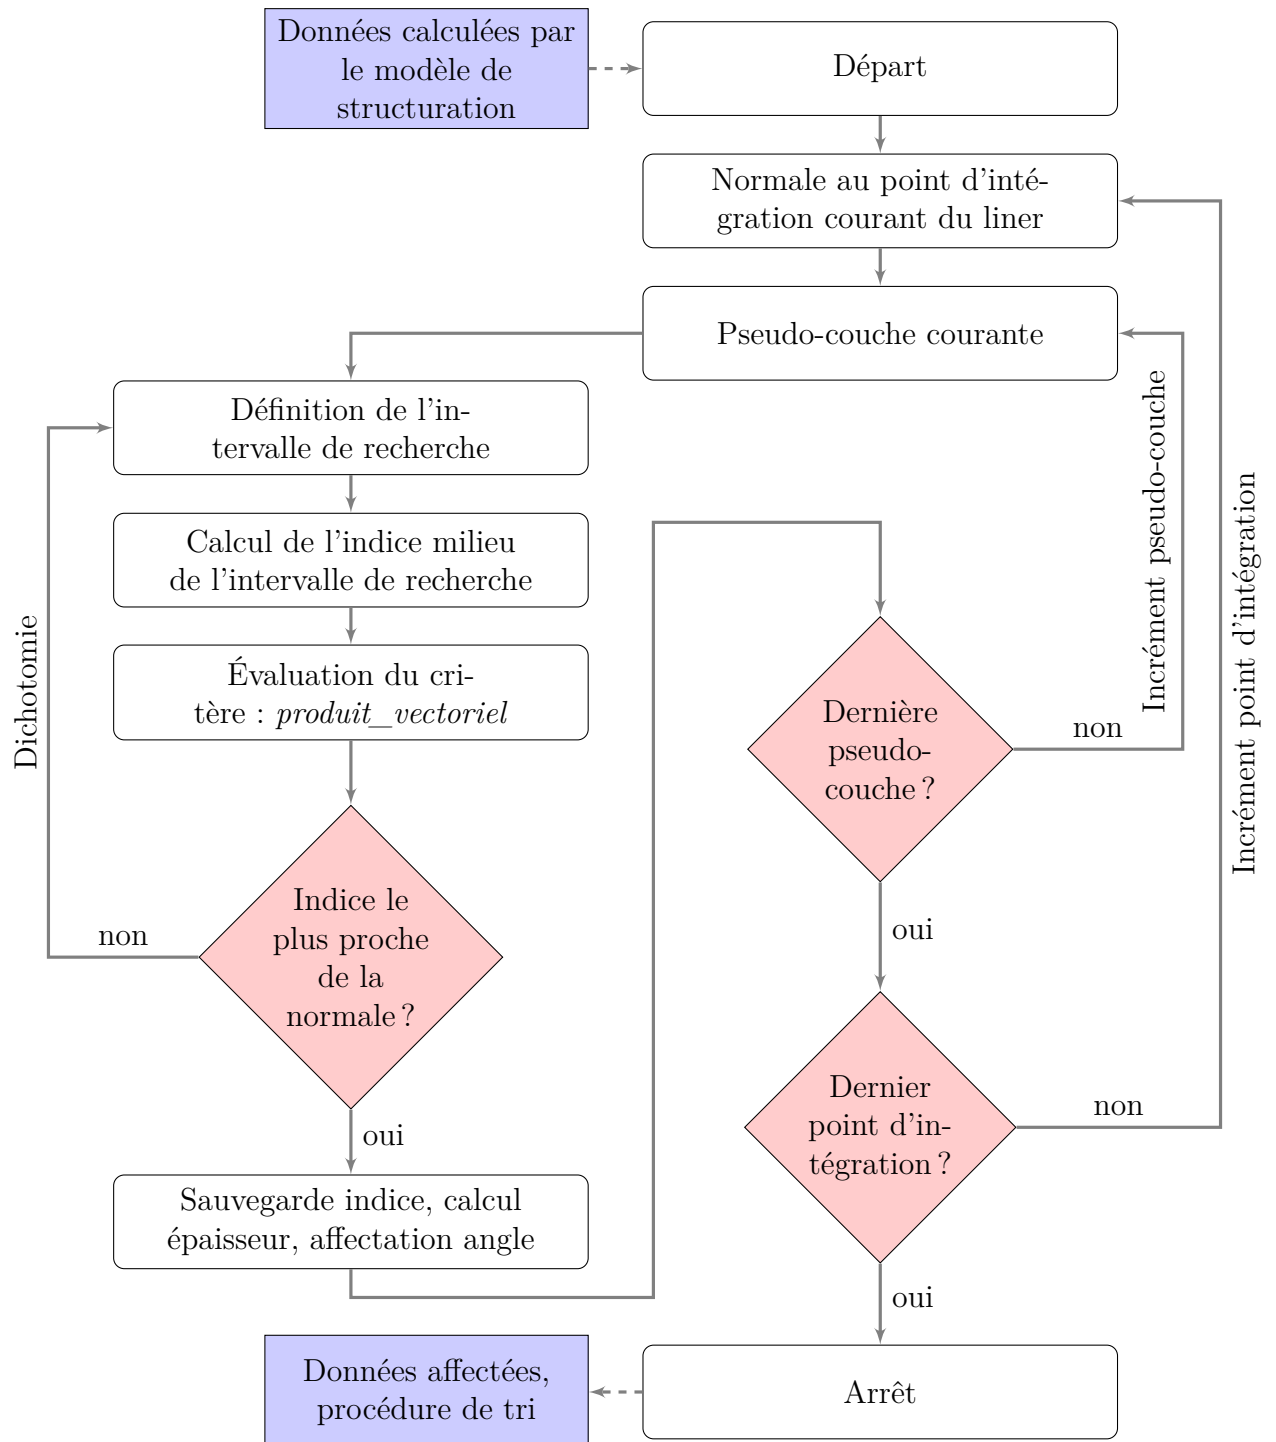 Données calculées par
le modèle de
structuration
Départ
Normale au point d'inté-
gration courant du liner
Pseudo-couche courante
Définition de l'in-
tervalle de recherche
Calcul de l'indice milieu
de l'intervalle de recherche
Évaluation du cri-
tère : produit_vectoriel
Dichotomie
Indice le
plus proche
de la
normale ?
non
oui
Sauvegarde indice, calcul
épaisseur, affectation angle
Dernière
pseudo-
couche ?
non
Incrément pseudo-couche
oui
Dernier
point d'in-
tégration ?
non
Incrément point d'intégration
oui
Arrêt
Données affectées,
procédure de tri